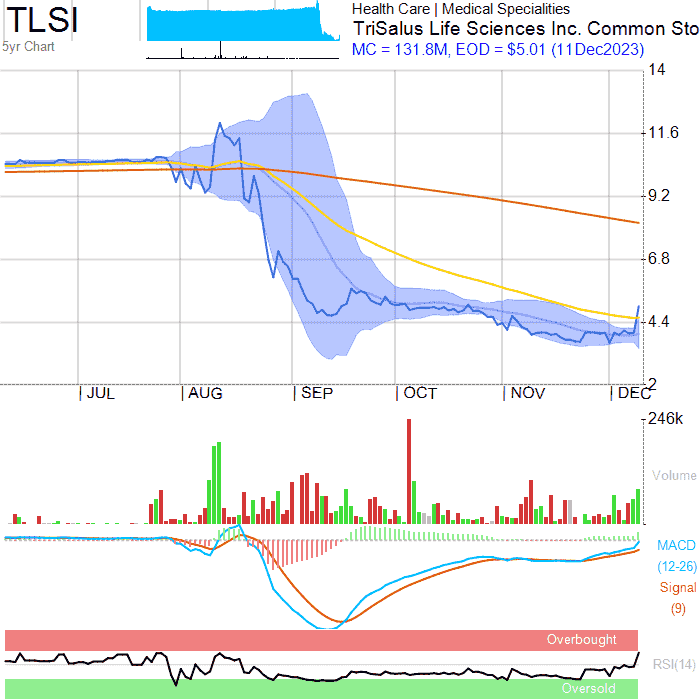 TLSI
5yr Chart
Health Care | Medical Specialities
TriSalus Life Sciences Inc. Common Sto
MC = 131.8M, EOD = $5.01 (11Dec2023)
14
11.6
9.2
6.8
4.4
2
JUL
AUG
SEP
OCT
NOV
DEC
246k
Volume
MACD
(12-26)
Signal
(9)
Overbought
RSI(14)
Oversold